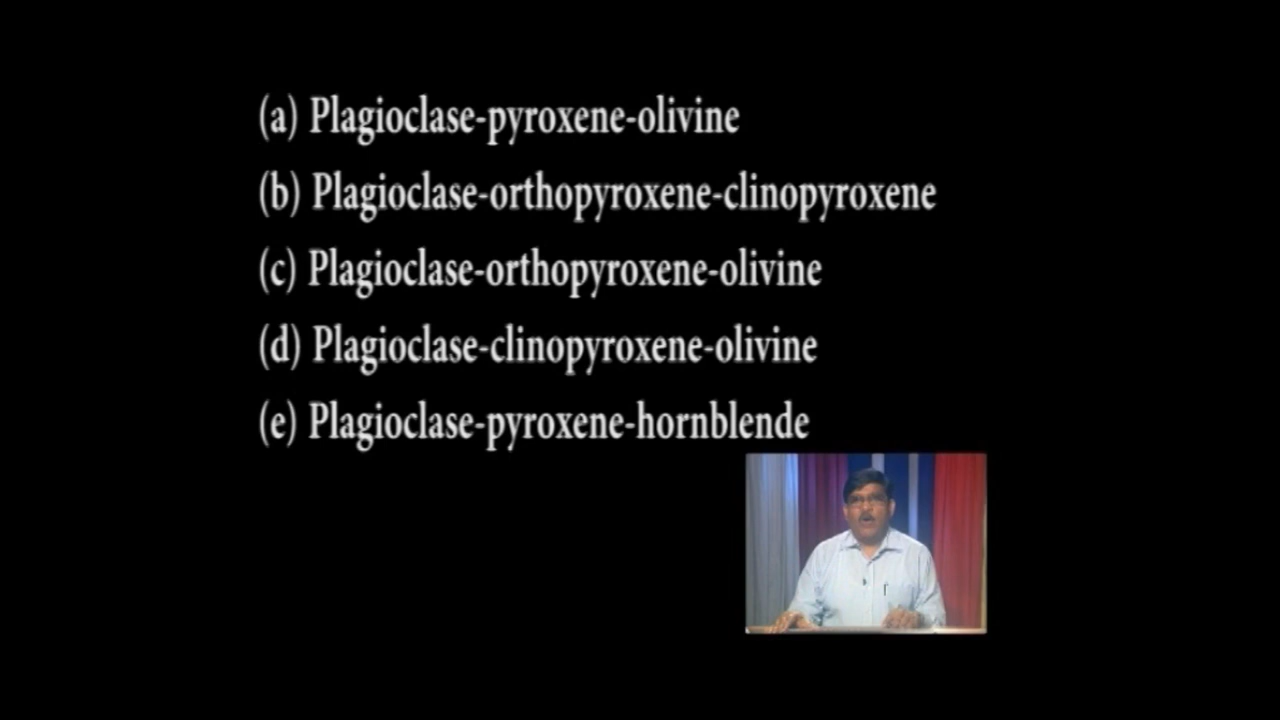 (a) Plagioclase-pyroxene-olivine
(b) Plagioclase-orthopyroxene-clinopyroxene
(c) Plagioclase-orthopyroxene-olivine
(d) Plagioclase-clinopyroxene-olivine
(e) Plagioclase-pyroxene-hornblende